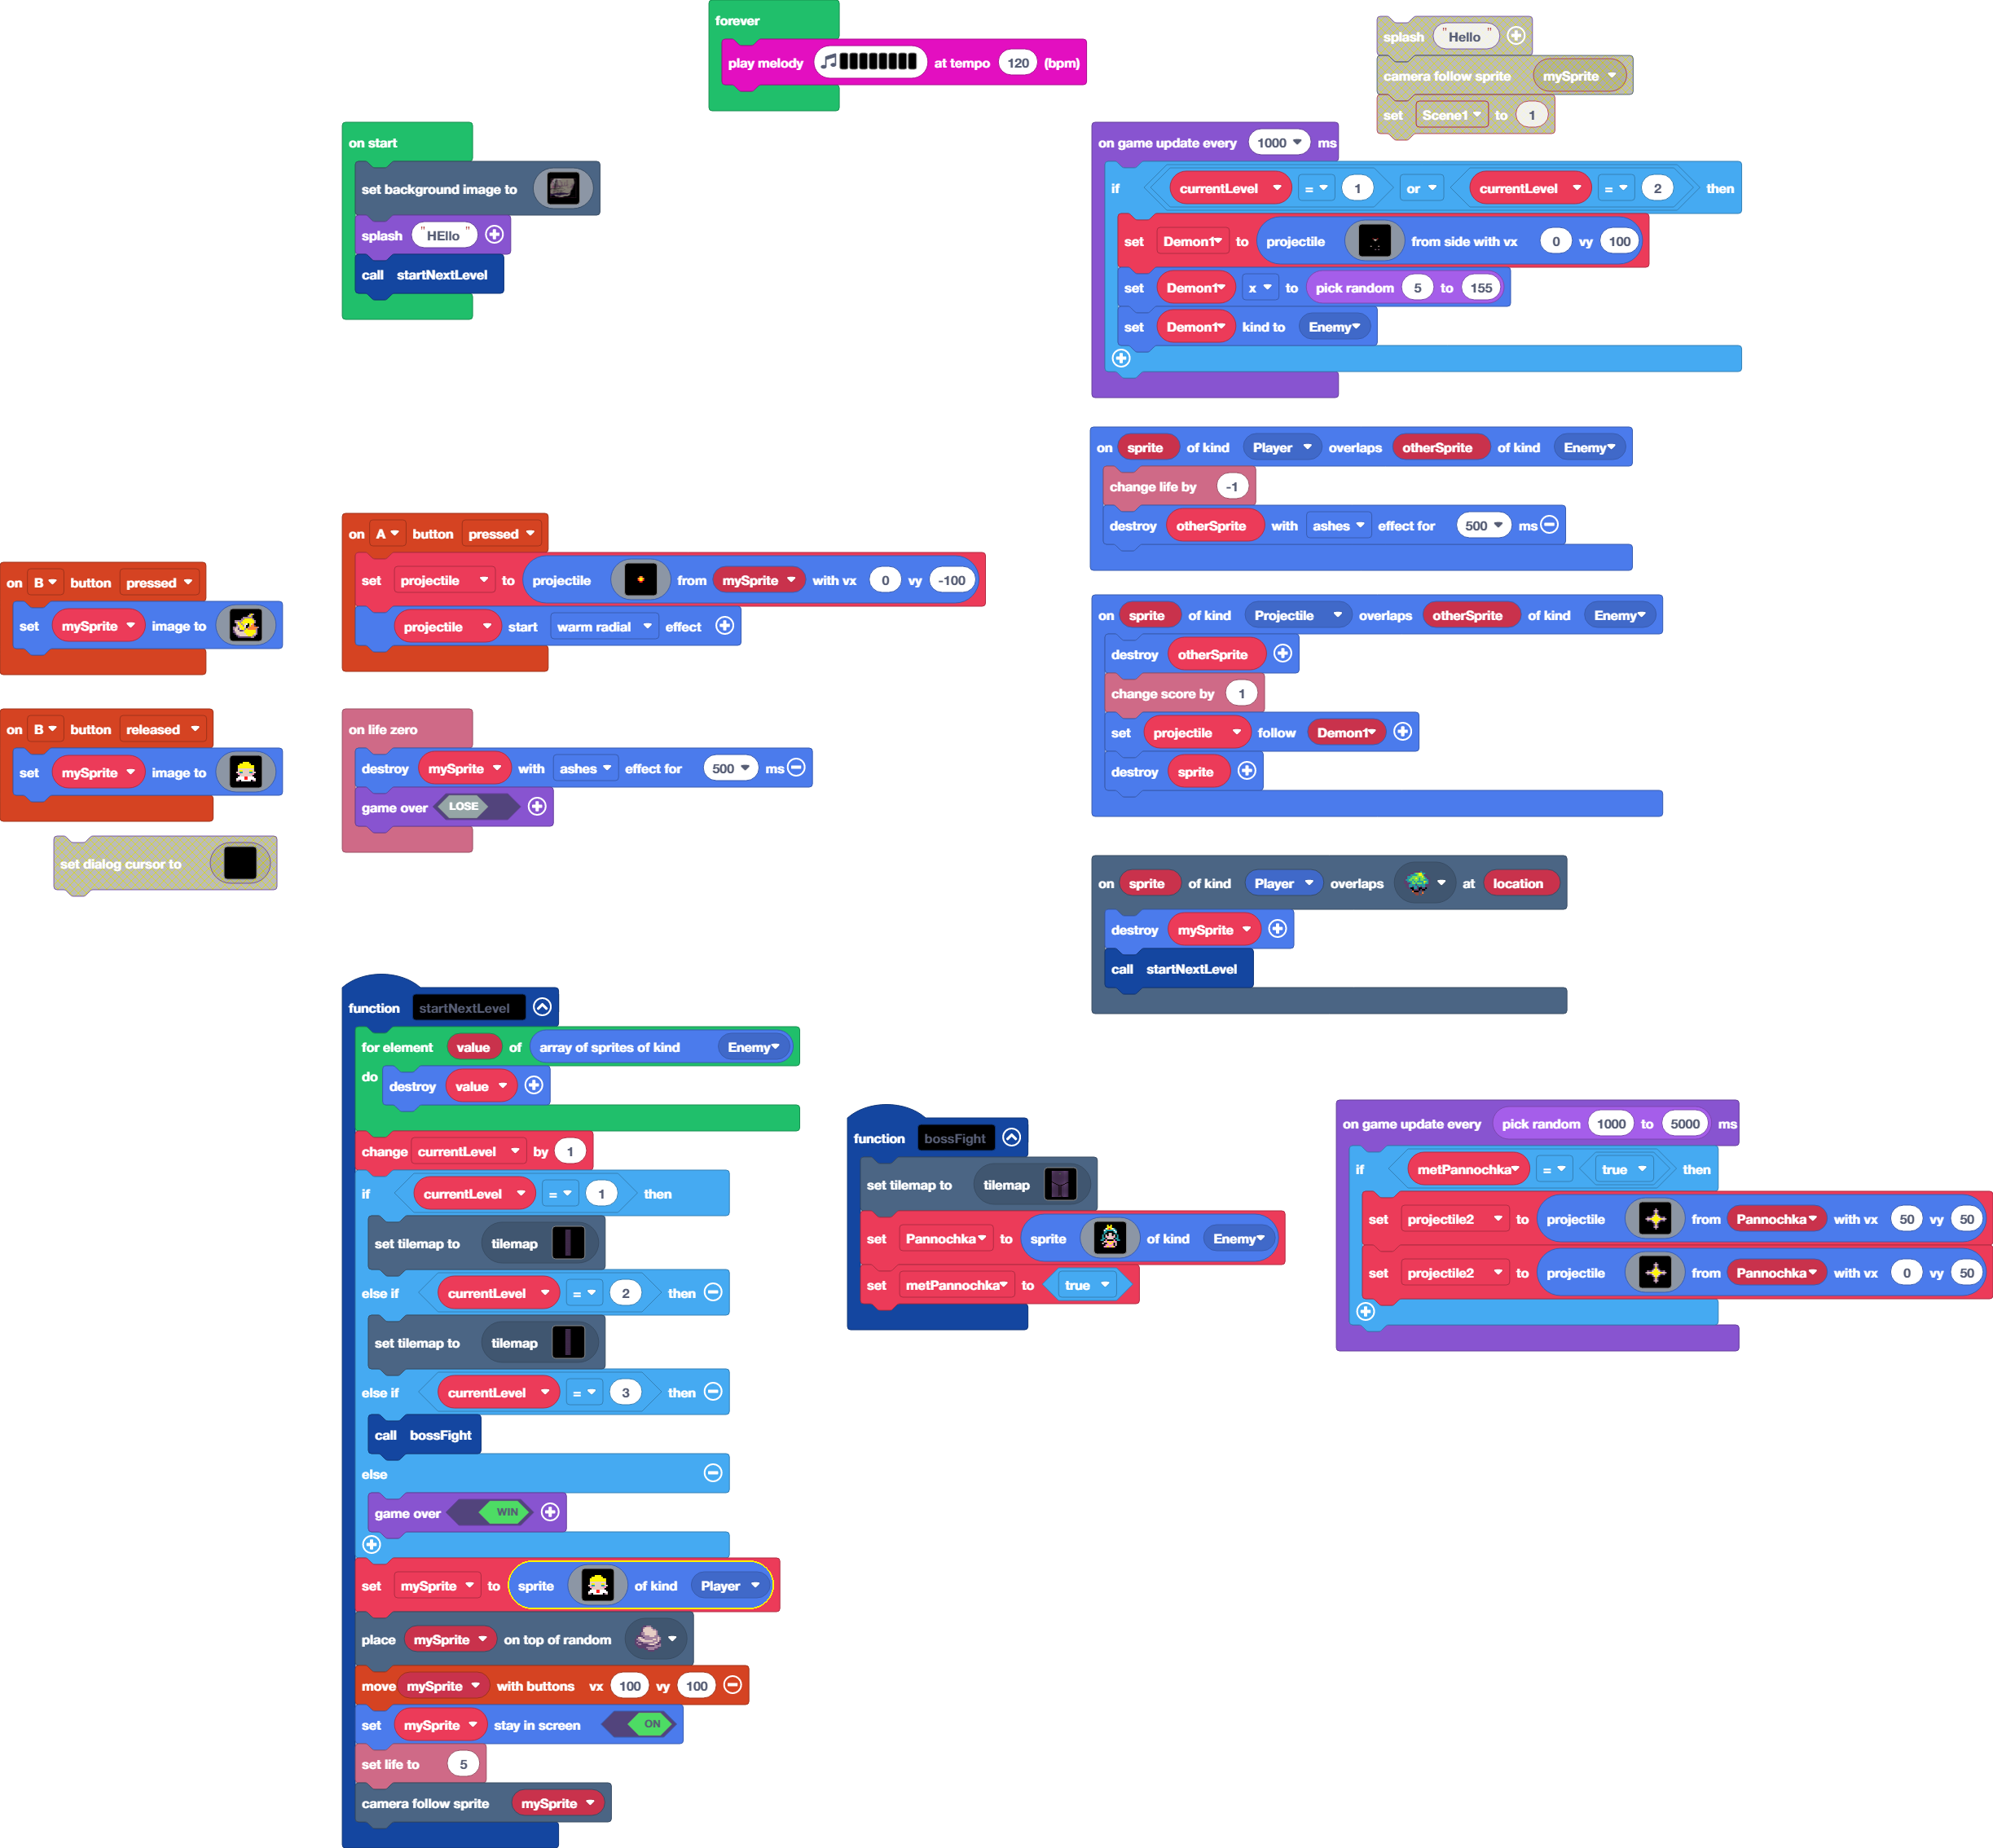 forever
play melody at tempo 120 (bpm)
splash "Hello "
camera follow sprite mySprite
set Scene1 to 1
on start
set background image to
splash "HEllo "
call startNextLevel
on game update every 1000 ms
if currentLevel = 1 or currentLevel = 2 then
set Demon1 to projectile from side with vx 0 vy 100
set Demon1 x to pick random 5 to 155
set Demon1 kind to Enemy
on sprite of kind Player overlaps otherSprite of kind Enemy
change life by -1
destroy otherSprite with ashes effect for 500 ms
on B button pressed
set mySprite image to
on A button pressed
set projectile to projectile from mySprite with vx 0 vy -100
projectile start warm radial effect
on sprite of kind Projectile overlaps otherSprite of kind Enemy
destroy otherSprite
change score by 1
set projectile follow Demon1
destroy sprite
on B button released
set mySprite image to
set dialog cursor to
on life zero
destroy mySprite with ashes effect for 500 ms
game over LOSE
on sprite of kind Player overlaps at location
destroy mySprite
call startNextLevel
function startNextLevel
for element value of array of sprites of kind Enemy
do destroy value
change currentLevel by 1
if currentLevel = 1 then
set tilemap to tilemap
else if currentLevel = 2 then
set tilemap to tilemap
else if currentLevel = 3 then
call bossFight
else
game over WIN
set mySprite to sprite of kind Player
place mySprite on top of random
move mySprite with buttons vx 100 vy 100
set mySprite stay in screen ON
set life to 5
camera follow sprite mySprite
function bossFight
set tilemap to tilemap
set Pannochka to sprite of kind Enemy
set metPannochka to true
on game update every pick random 1000 to 5000 ms
if metPannochka = true then
set projectile2 to projectile from Pannochka with vx 50 vy 50
set projectile2 to projectile from Pannochka with vx 0 vy 50